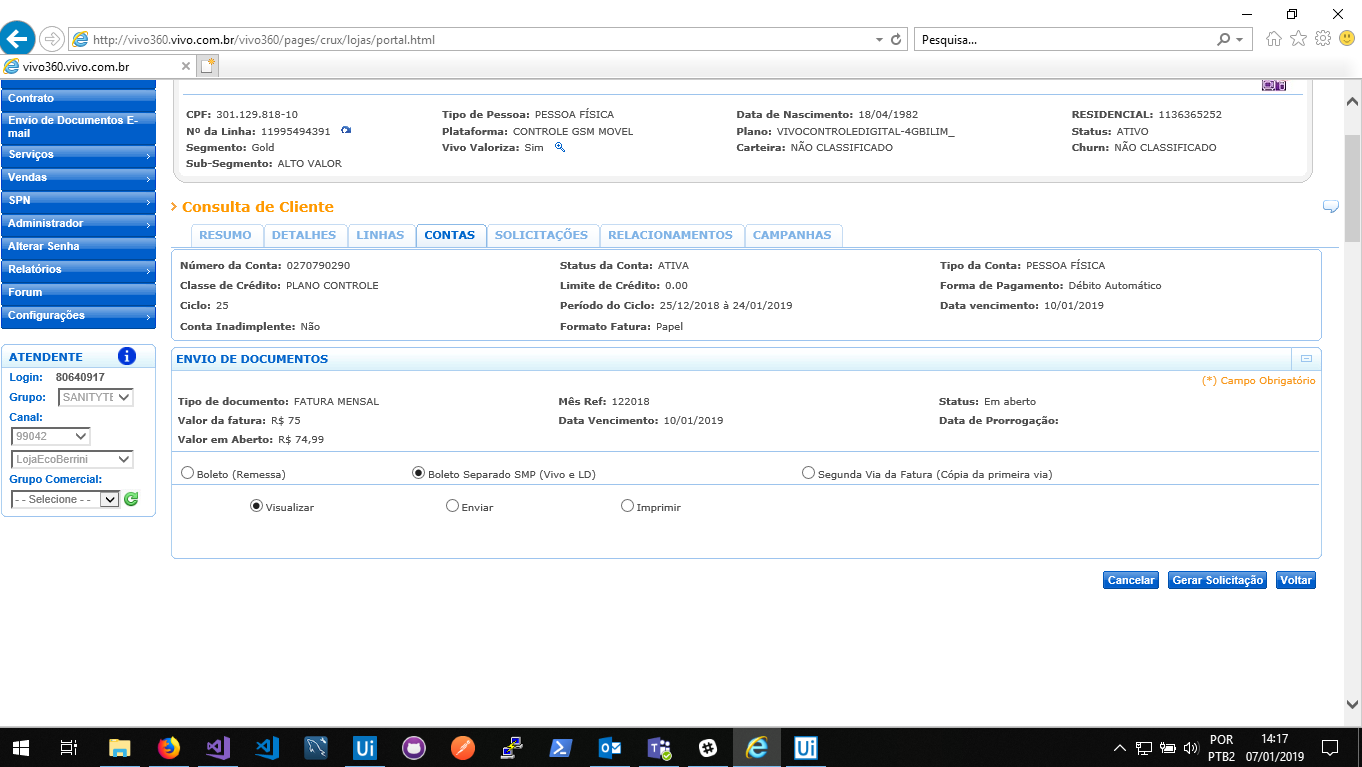 http://vivo360.vivo.com.br/vivo360/pages/crux/lojas/portal.html
Pesquisa...
vivo360.vivo.com.br
Contrato
Envio de Documentos E-
mail
Serviços
Vendas
SPN
Administrador
Alterar Senha
Relatórios
Forum
Configurações
ATENDENTE
Login: 80640917
Grupo: SANITYTE
Canal:
99042
LojaEcoBerrini
Grupo Comercial:
- - Selecione - -
CPF: 301.129.818-10 Tipo de Pessoa: PESSOA FÍSICA Data de Nascimento: 18/04/1982 RESIDENCIAL: 1136365252
Nº da Linha: 11995494391 Plataforma: CONTROLE GSM MOVEL Plano: VIVOCONTROLEDIGITAL-4GBILIM_ Status: ATIVO
Segmento: Gold Vivo Valoriza: Sim Carteira: NÃO CLASSIFICADO Churn: NÃO CLASSIFICADO
Sub-Segmento: ALTO VALOR
Consulta de Cliente
RESUMO DETALHES LINHAS CONTAS SOLICITAÇÕES RELACIONAMENTOS CAMPANHAS
Número da Conta: 0270790290 Status da Conta: ATIVA Tipo da Conta: PESSOA FÍSICA
Classe de Crédito: PLANO CONTROLE Limite de Crédito: 0.00 Forma de Pagamento: Débito Automático
Ciclo: 25 Período do Ciclo: 25/12/2018 à 24/01/2019 Data vencimento: 10/01/2019
Conta Inadimplente: Não Formato Fatura: Papel
ENVIO DE DOCUMENTOS
(*) Campo Obrigatório
Tipo de documento: FATURA MENSAL Mês Ref: 122018 Status: Em aberto
Valor da fatura: R$ 75 Data Vencimento: 10/01/2019 Data de Prorrogação:
Valor em Aberto: R$ 74,99
Boleto (Remessa) Boleto Separado SMP (Vivo e LD) Segunda Via da Fatura (Cópia da primeira via)
Visualizar Enviar Imprimir
Cancelar Gerar Solicitação Voltar
Ui
Ui
POR
PTB2
14:17
07/01/2019